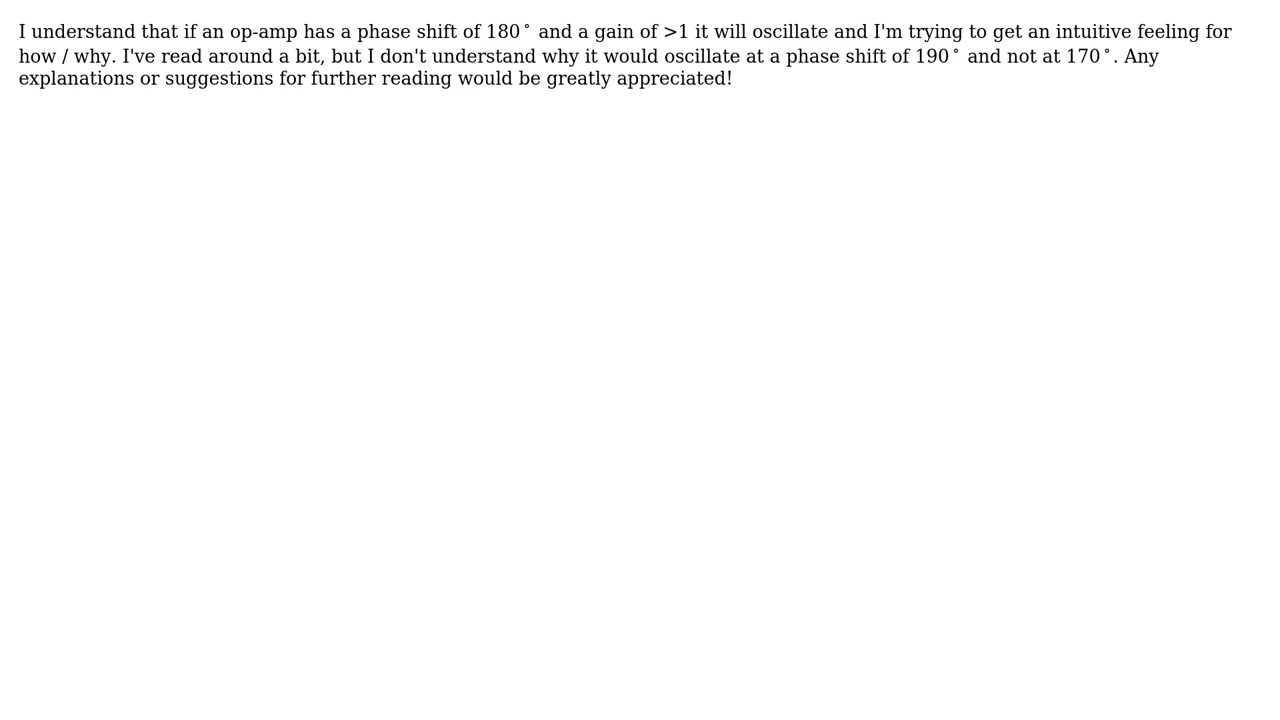 I understand that if an op-amp has a phase shift of 180∘ and a gain of >1 it will oscillate and I'm trying to get an intuitive feeling for
how / why. I've read around a bit, but I don't understand why it would oscillate at a phase shift of 190∘ and not at 170∘. Any
explanations or suggestions for further reading would be greatly appreciated!